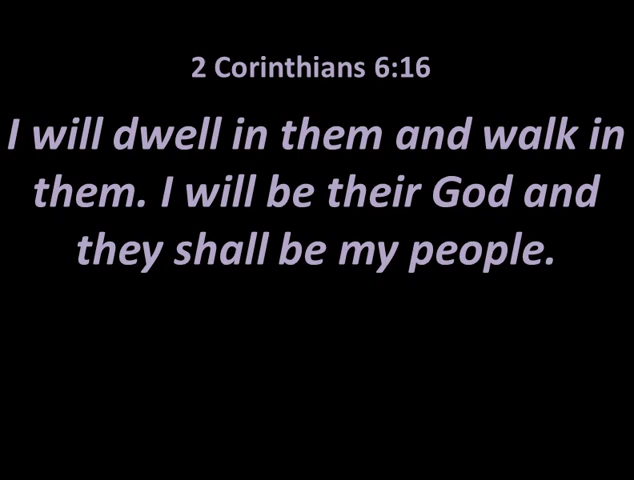 2 Corinthians 6:16
I will dwell in them and walk in
them. I will be their God and
they shall be my people.